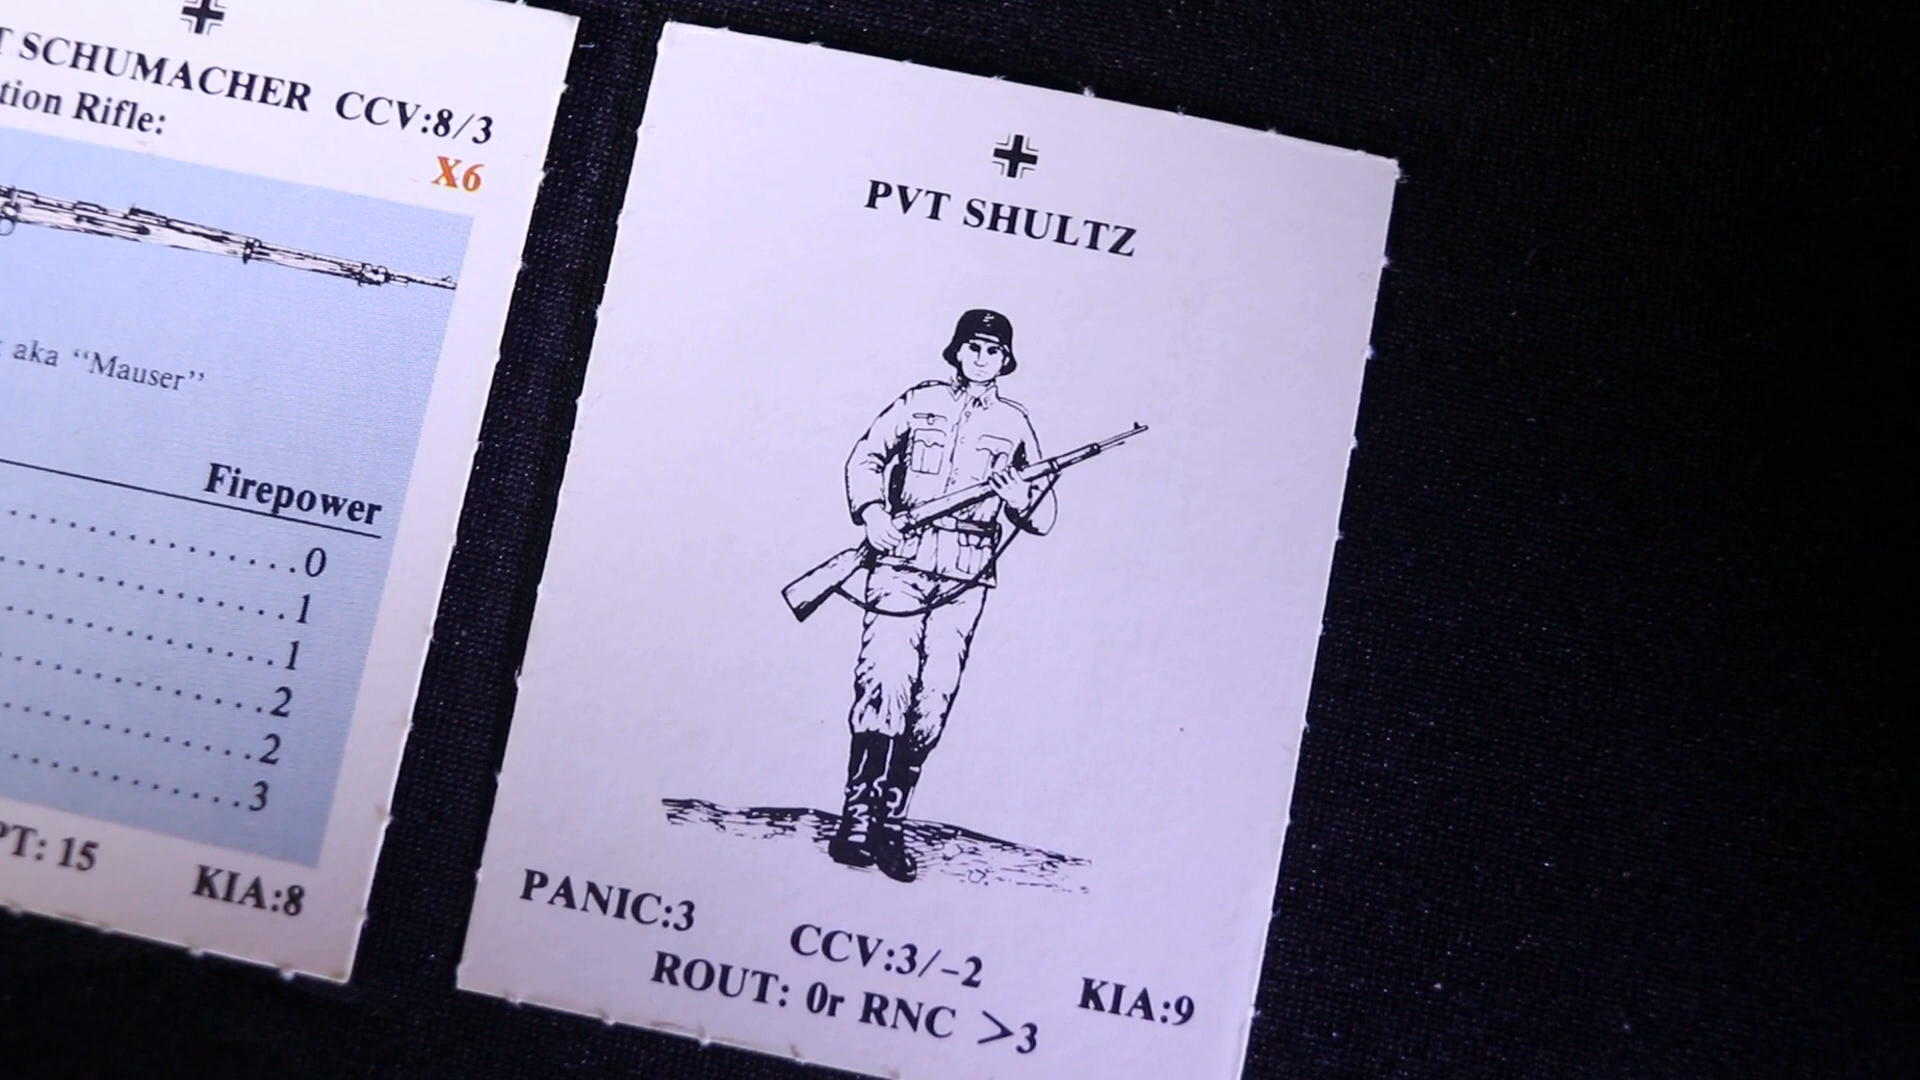 T SCHUMACHER CCV:8/3
tion Rifle:
X6
aka “Mauser”
Firepower
..............0
..............1
..............1
..............2
..............2
..............3
PT: 15 KIA:8
PVT SHULTZ
PANIC:3 CCV:3/-2 KIA:9
ROUT: 0r RNC >3